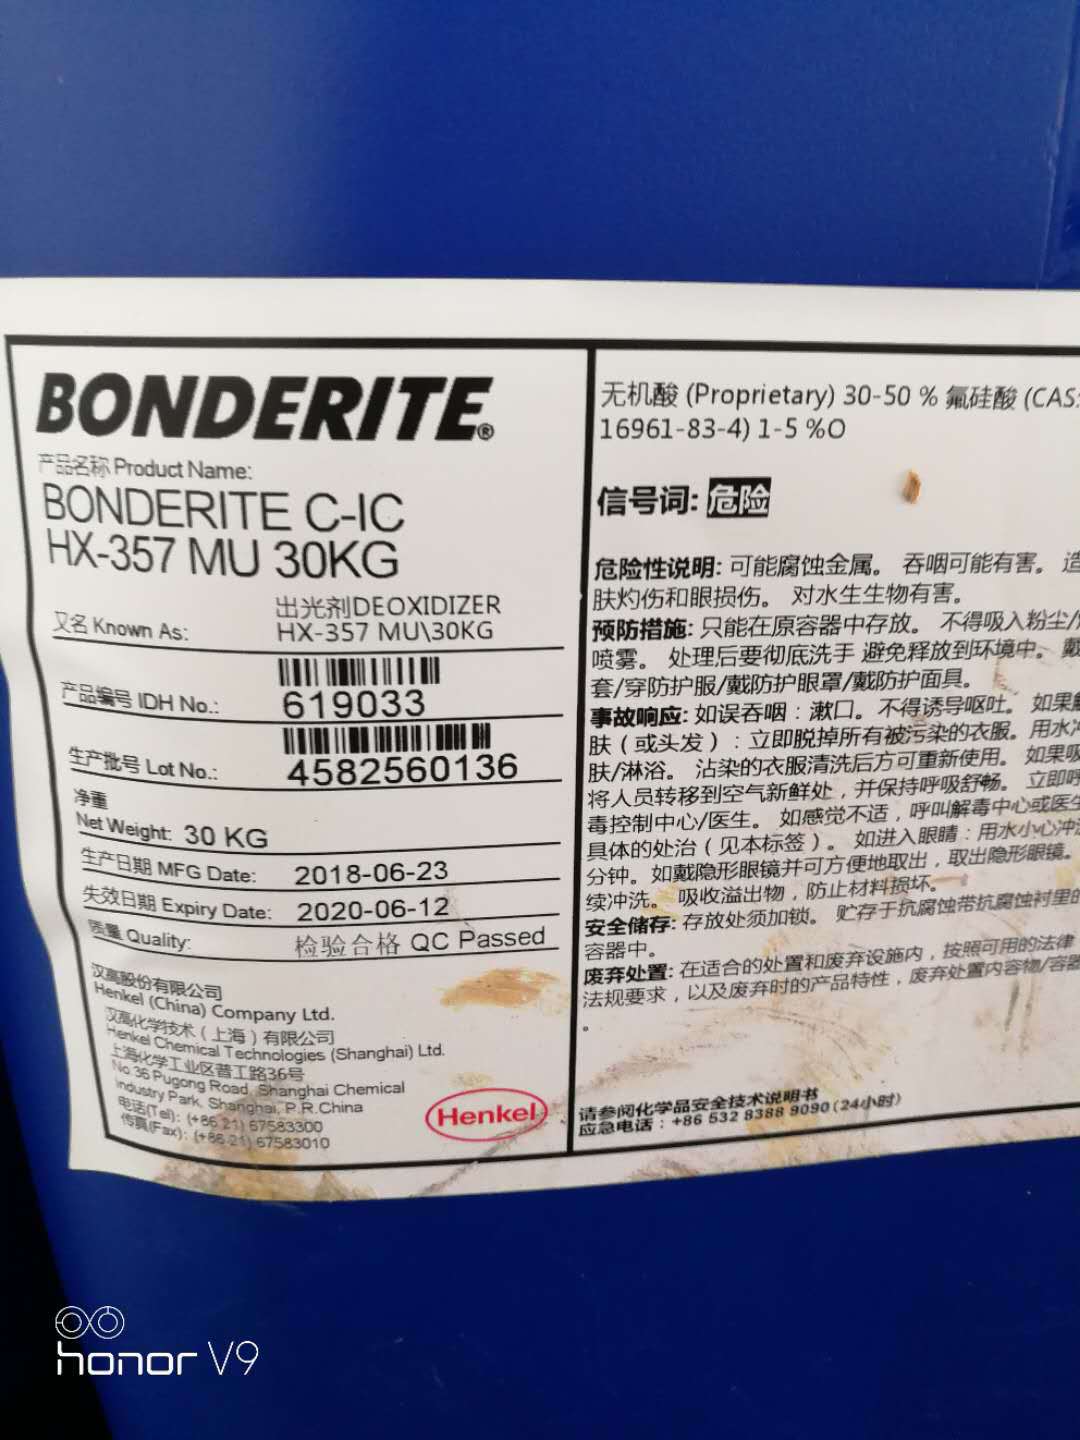 BONDERITE®
产品名称 Product Name:
BONDERITE C-IC
HX-357 MU 30KG
又名 Known As:
出光剂DEOXIDIZER
HX-357 MU\30KG
产品编号 IDH No.:
619033
生产批号 Lot No.:
4582560136
净重
Net Weight: 30 KG
生产日期 MFG Date: 2018-06-23
失效日期 Expiry Date: 2020-06-12
质量 Quality: 检验合格 QC Passed
汉高股份有限公司
Henkel (China) Company Ltd.
汉高化学技术（上海）有限公司
Henkel Chemical Technologies (Shanghai) Ltd.
上海化学工业区普工路36号
No 36 Pugong Road, Shanghai Chemical
Industry Park, Shanghai, P.R.China
电话(Tel): (+86 21) 67583300
传真(Fax): (+86 21) 67583010
Henkel
无机酸 (Proprietary) 30-50 % 氟硅酸 (CAS:
16961-83-4) 1-5 %O
信号词: 危险
危险性说明: 可能腐蚀金属。 吞咽可能有害。 造
肤灼伤和眼损伤。 对水生生物有害。
预防措施: 只能在原容器中存放。 不得吸入粉尘/
喷雾。 处理后要彻底洗手 避免释放到环境中。 戴
套/穿防护服/戴防护眼罩/戴防护面具。
事故响应: 如误吞咽：漱口。不得诱导呕吐。 如果
肤（或头发）：立即脱掉所有被污染的衣服。用水
肤/淋浴。 沾染的衣服清洗后方可重新使用。 如果吸
将人员转移到空气新鲜处，并保持呼吸舒畅。 立即呼
毒控制中心/医生。 如感觉不适，呼叫解毒中心或医生
具体的处治（见本标签）。 如进入眼睛：用水小心冲
分钟。如戴隐形眼镜并可方便地取出，取出隐形眼镜。
续冲洗。 吸收溢出物，防止材料损坏。
安全储存: 存放处须加锁。 贮存于抗腐蚀带抗腐蚀衬里的
容器中。
废弃处置: 在适合的处置和废弃设施内，按照可用的法律
法规要求，以及废弃时的产品特性，废弃处置内容物/容器
。
请参阅化学品安全技术说明书
应急电话：+86 532 8388 9090 (24小时)
honor V9